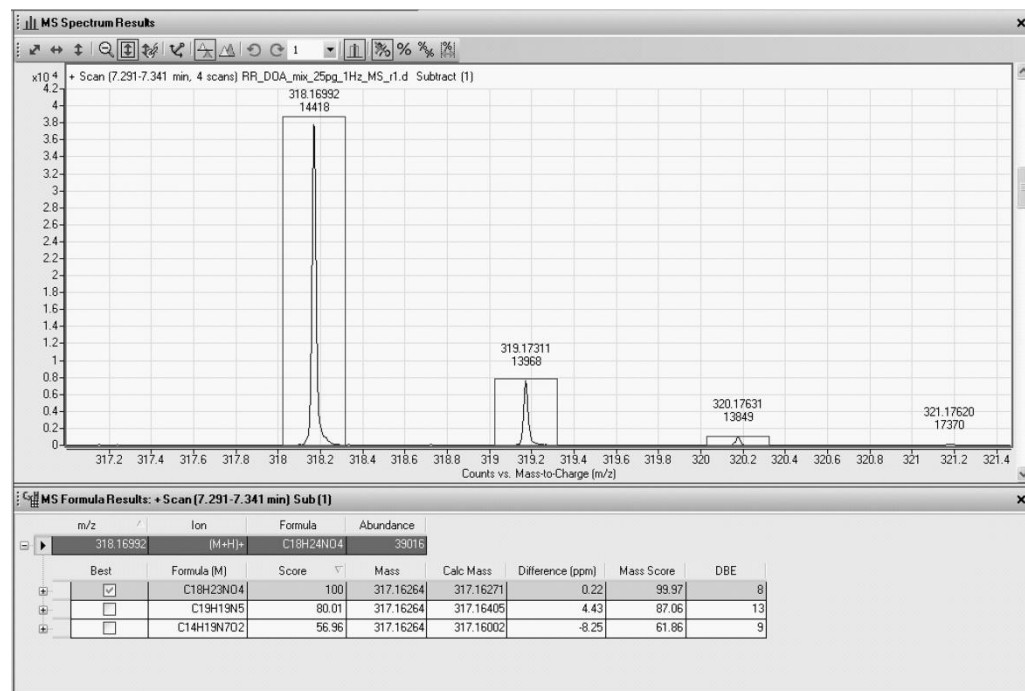 MS Spectrum Results
1 % % %
x10 4 + Scan (7.291-7.341 min, 4 scans) RR_DOA_mix_25pg_1Hz_MS_r1.d Subtract (1)
4.2
4
3.8
3.6
3.4
3.2
3
2.8
2.6
2.4
2.2
2
1.8
1.6
1.4
1.2
1
0.8
0.6
0.4
0.2
0
318.16992
14418
319.17311
13968
320.17631
13849
321.17620
17370
317.2 317.4 317.6 317.8 318 318.2 318.4 318.6 318.8 319 319.2 319.4 319.6 319.8 320 320.2 320.4 320.6 320.8 321 321.2 321.4
Counts vs. Mass-to-Charge (m/z)
MS Formula Results: + Scan (7.291-7.341 min) Sub (1)
m/z Ion Formula Abundance
318.16992 (M+H)+ C18H24NO4 39016
Best Formula (M) Score Mass Calc Mass Difference (ppm) Mass Score DBE
C18H23NO4 100 317.16264 317.16271 0.22 99.97 8
C19H19N5 80.01 317.16264 317.16405 4.43 87.06 13
C14H19N7O2 56.96 317.16264 317.16002 -8.25 61.86 9